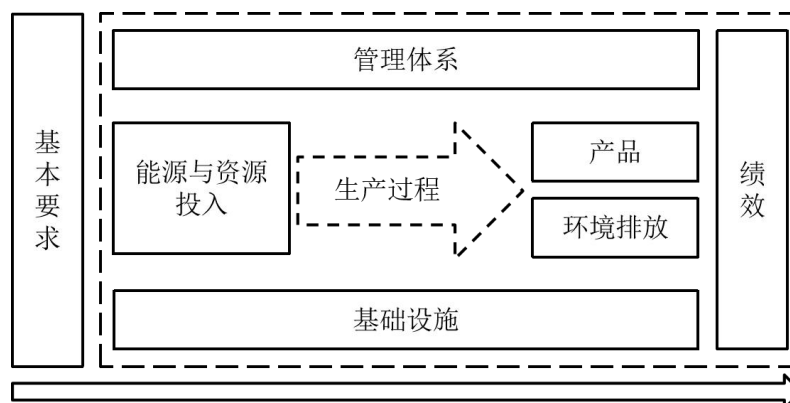 基本要求
管理体系
能源与资源
投入
生产过程
产品
环境排放
基础设施
绩效